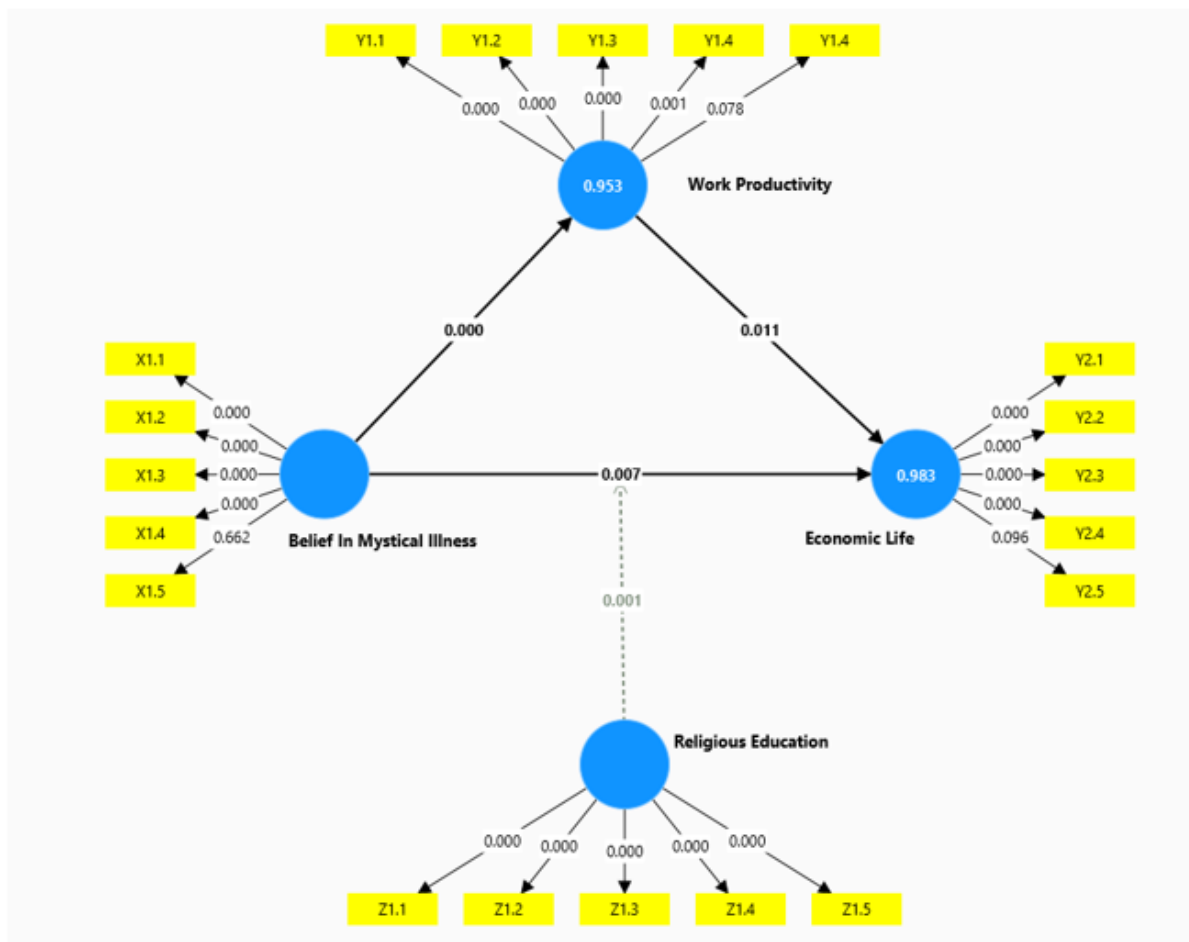 Y1.1 Y1.2 Y1.3 Y1.4 Y1.4
0.000 0.000 0.000 0.001 0.078
0.953 Work Productivity
0.000 0.011
X1.1 Y2.1
0.000 0.000
X1.2 Y2.2
0.000 0.000
X1.3 0.000 0.007 0.983 0.000 Y2.3
0.000 0.000
X1.4 Y2.4
0.662 0.096
Belief In Mystical Illness Economic Life
X1.5 Y2.5
0.001
Religious Education
0.000 0.000 0.000 0.000 0.000
Z1.1 Z1.2 Z1.3 Z1.4 Z1.5